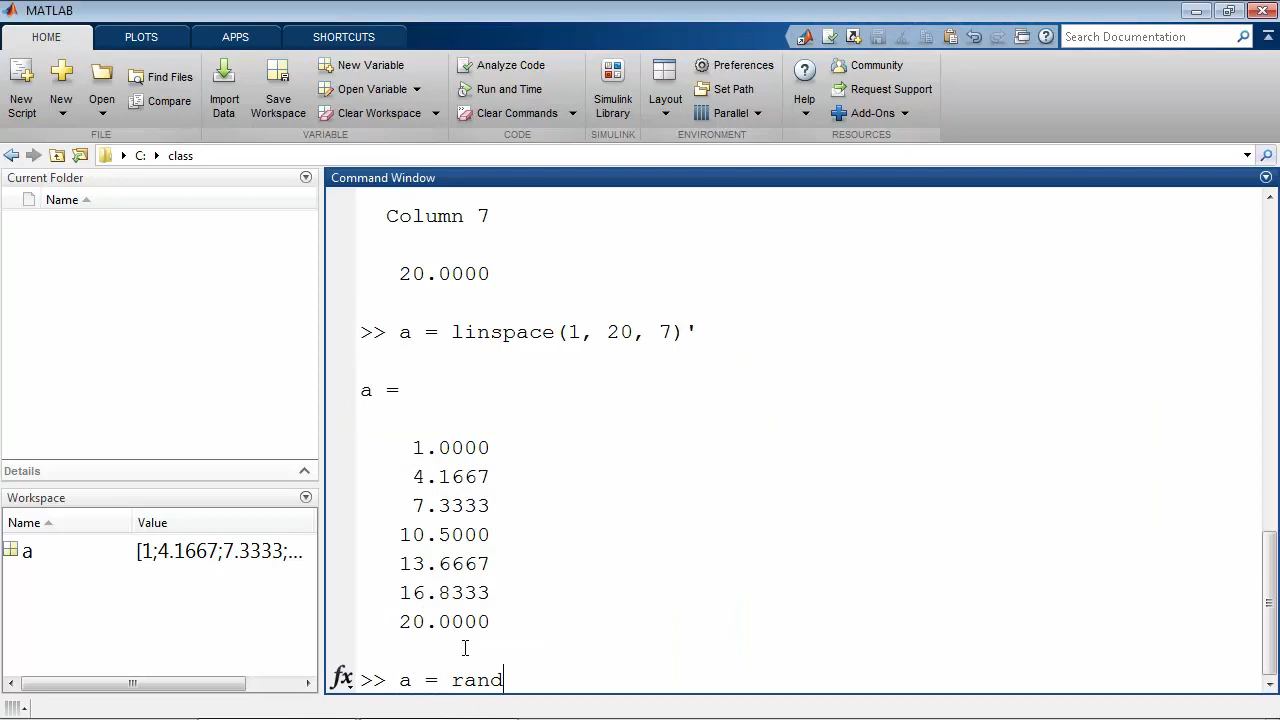 MATLAB
HOME PLOTS APPS SHORTCUTS Search Documentation
New Script New Open Find Files Compare
Import Data Save Workspace New Variable Open Variable Clear Workspace
Analyze Code Run and Time Clear Commands
Simulink Library
Layout Preferences Set Path Parallel
Help Community Request Support Add-Ons
FILE VARIABLE CODE SIMULINK ENVIRONMENT RESOURCES
C: class
Current Folder
Name
Details
Workspace
Name Value
a [1;4.1667;7.3333;...
Command Window
Column 7
20.0000
>> a = linspace(1, 20, 7)'
a =
1.0000
4.1667
7.3333
10.5000
13.6667
16.8333
20.0000
fx >> a = rand